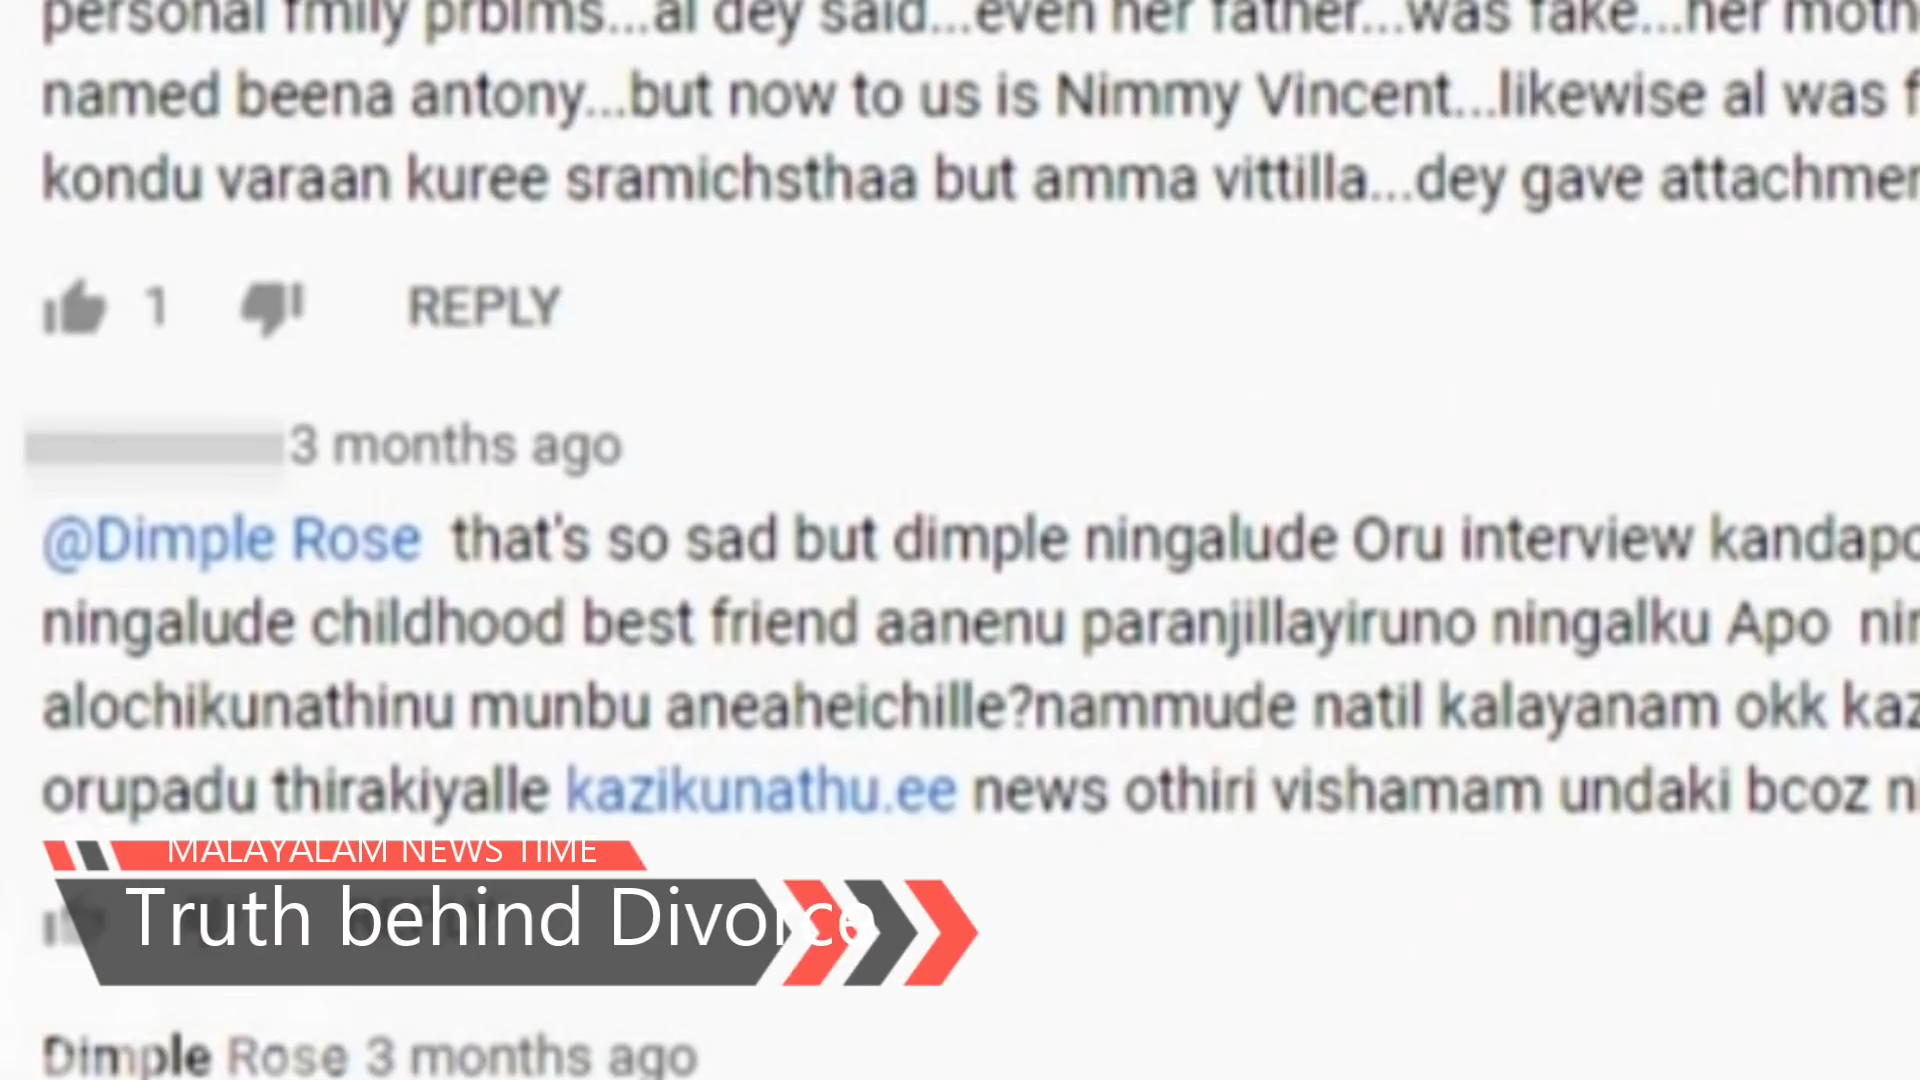 personal fmily prblms...al dey said...even her father...was fake...her moth
named beena antony...but now to us is Nimmy Vincent...likewise al was f
kondu varaan kuree sramichsthaa but amma vittilla...dey gave attachmen
1 REPLY
3 months ago
@Dimple Rose that's so sad but dimple ningalude Oru interview kandapo
ningalude childhood best friend aanenu paranjillayiruno ningalku Apo nin
alochikunathinu munbu aneaheichille?nammude natil kalayanam okk kaz
orupadu thirakiyalle kazikunathu.ee news othiri vishamam undaki bcoz ni
MALAYALAM NEWS TIME
Truth behind Divorce
Dimple Rose 3 months ago